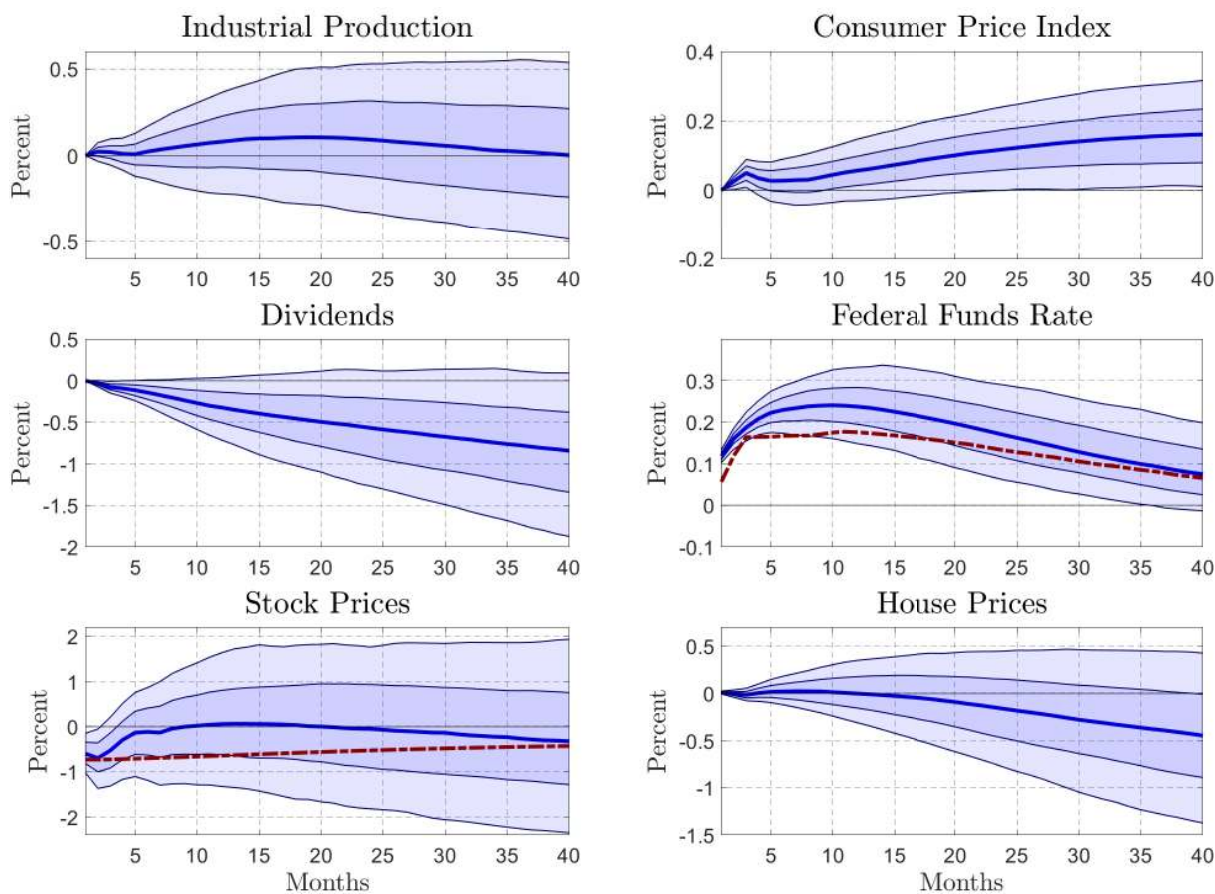 Industrial Production
Percent
0.5
0
-0.5
5 10 15 20 25 30 35 40
Consumer Price Index
Percent
0.4
0.2
0
-0.2
5 10 15 20 25 30 35 40
Dividends
0.5
0
-0.5
-1
-1.5
-2
5 10 15 20 25 30 35 40
Federal Funds Rate
Percent
0.3
0.2
0.1
0
-0.1
5 10 15 20 25 30 35 40
Stock Prices
Percent
2
1
0
-1
-2
5 10 15 20 25 30 35 40
Months
House Prices
Percent
0.5
0
-0.5
-1
-1.5
5 10 15 20 25 30 35 40
Months